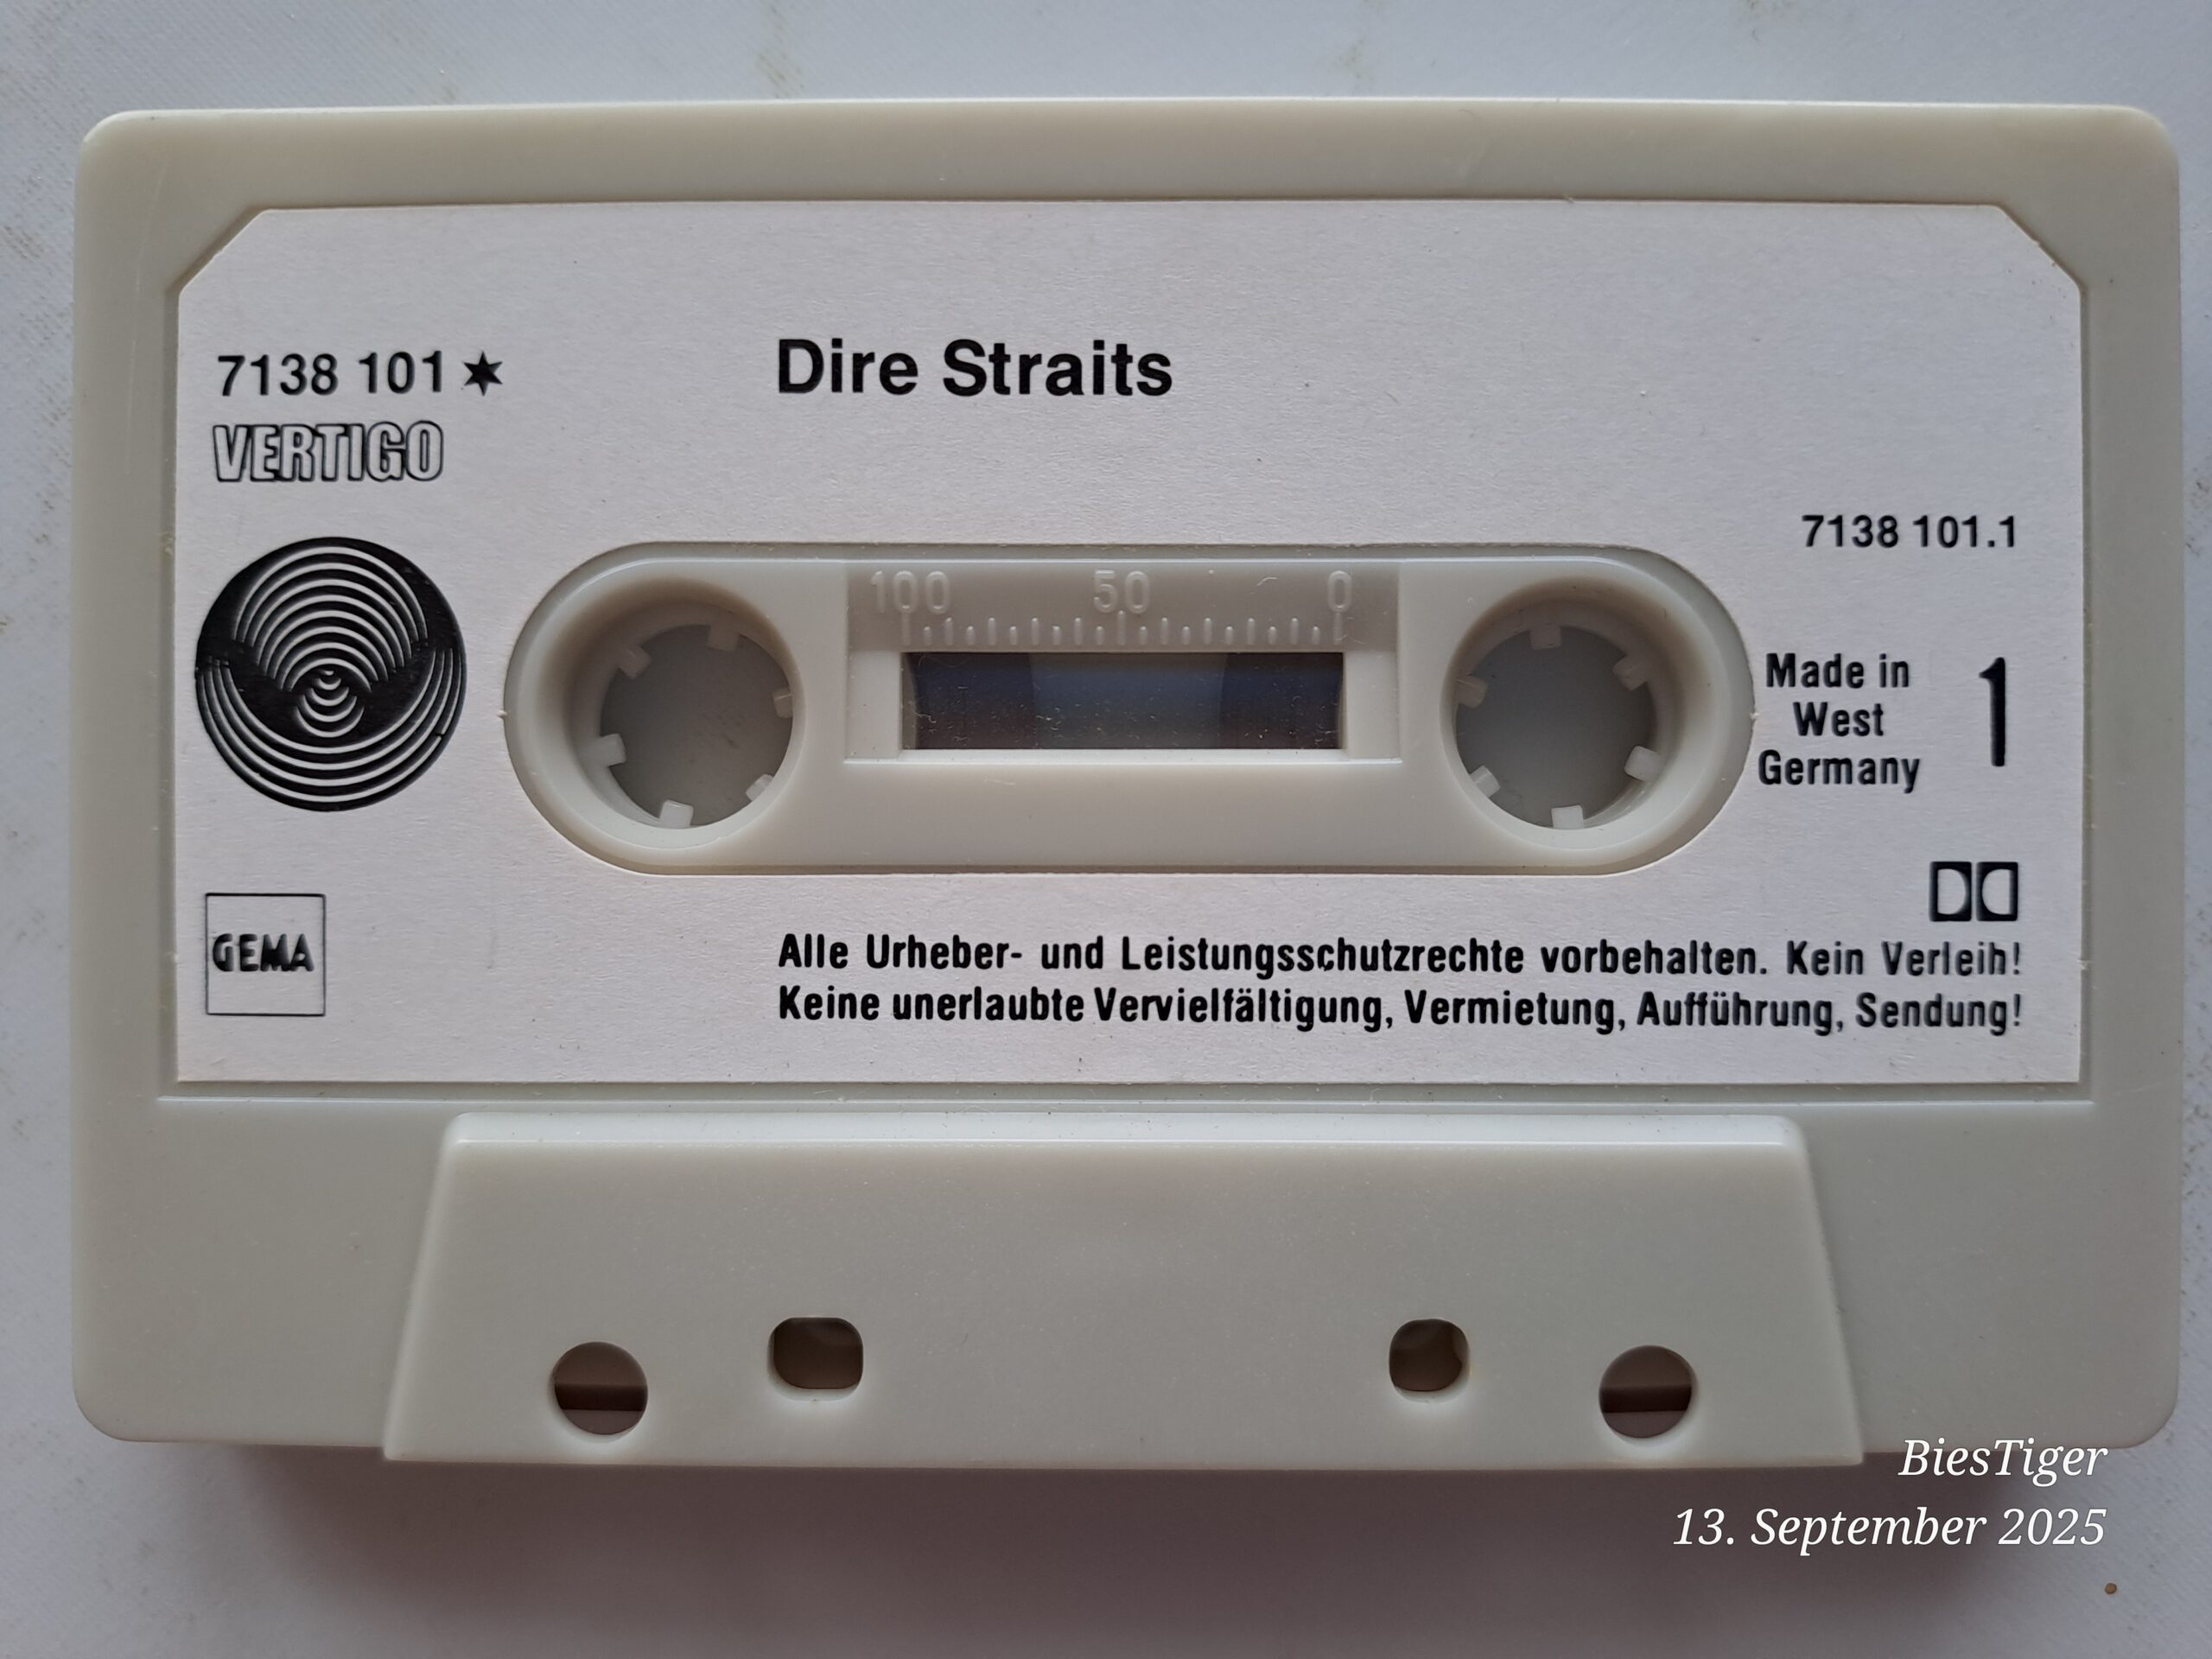 7138 101 ★
Dire Straits
VERTIGO
7138 101.1
100 50 0
Made in
West
Germany
1
GEMA
Alle Urheber- und Leistungsschutzrechte vorbehalten. Kein Verleih!
Keine unerlaubte Vervielfältigung, Vermietung, Aufführung, Sendung!
BiesTiger
13. September 2025